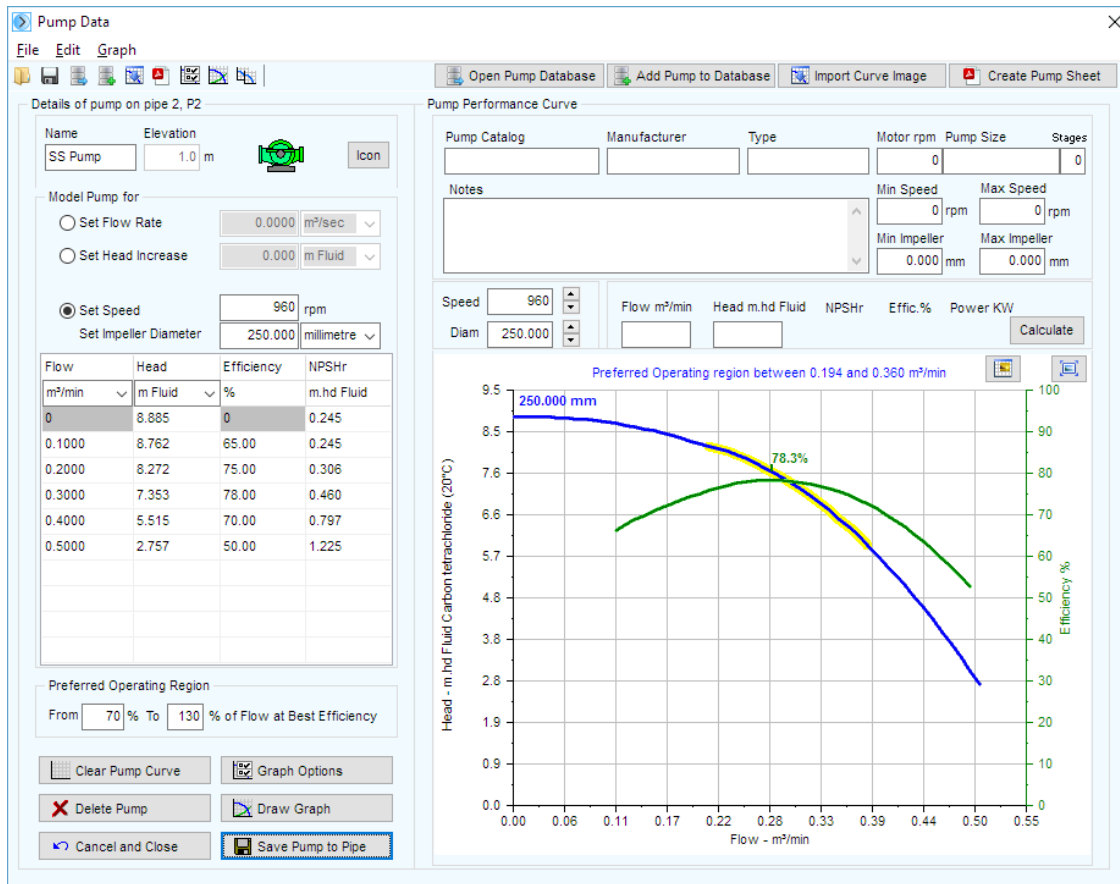 Pump Data
File Edit Graph
Open Pump Database Add Pump to Database Import Curve Image Create Pump Sheet
Details of pump on pipe 2, P2
Name Elevation
SS Pump 1.0 m Icon
Model Pump for
Set Flow Rate 0.0000 m³/sec
Set Head Increase 0.000 m Fluid
Set Speed 960 rpm
Set Impeller Diameter 250.000 millimetre
Flow Head Efficiency NPSHr
m³/min m Fluid % m.hd Fluid
0 8.885 0 0.245
0.1000 8.762 65.00 0.245
0.2000 8.272 75.00 0.306
0.3000 7.353 78.00 0.460
0.4000 5.515 70.00 0.797
0.5000 2.757 50.00 1.225
Preferred Operating Region
From 70 % To 130 % of Flow at Best Efficiency
Clear Pump Curve Graph Options
Delete Pump Draw Graph
Cancel and Close Save Pump to Pipe
Pump Performance Curve
Pump Catalog Manufacturer Type Motor rpm Pump Size Stages
0 0
Notes Min Speed Max Speed
0 rpm 0 rpm
Min Impeller Max Impeller
0.000 mm 0.000 mm
Speed 960
Diam 250.000
Flow m³/min Head m.hd Fluid NPSHr Effic.% Power KW
Calculate
Preferred Operating region between 0.194 and 0.360 m³/min
250.000 mm
78.3%
Head - m.hd Fluid Carbon tetrachloride (20°C)
9.5
8.5
7.6
6.6
5.7
4.8
3.8
2.8
1.9
0.9
0.0
100
90
80
70
60
50
40
30
20
10
0
Efficiency %
0.00 0.06 0.11 0.17 0.22 0.28 0.33 0.39 0.44 0.50 0.55
Flow - m³/min